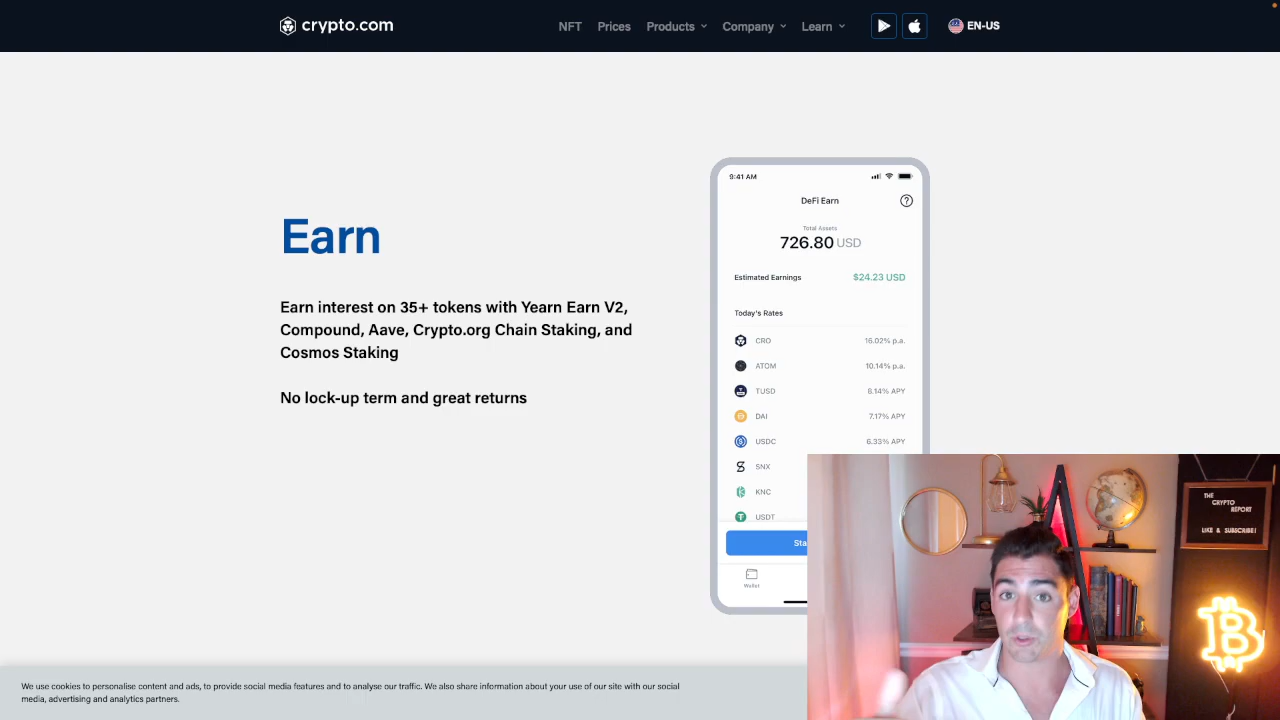 crypto.com
NFT Prices Products Company Learn EN-US
Earn
Earn interest on 35+ tokens with Yearn Earn V2,
Compound, Aave, Crypto.org Chain Staking, and
Cosmos Staking
No lock-up term and great returns
9:41 AM
DeFi Earn
?
Total Assets
726.80 USD
Estimated Earnings $24.23 USD
Today's Rates
CRO 16.02% p.a.
ATOM 10.14% p.a.
TUSD 8.14% APY
DAI 7.17% APY
USDC 6.33% APY
SNX
KNC
USDT
Sta
Wallet
THE
CRYPTO
REPORT
LIKE & SUBSCRIBE!
We use cookies to personalise content and ads, to provide social media features and to analyse our traffic. We also share information about your use of our site with our social
media, advertising and analytics partners.